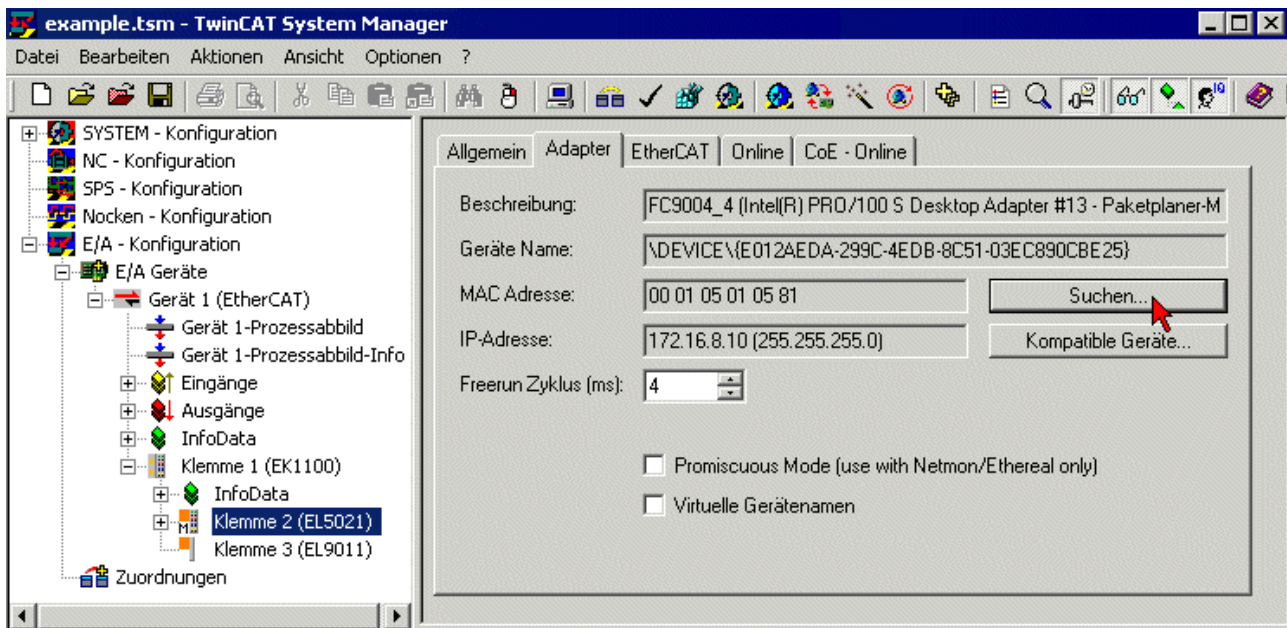 example.tsm - TwinCAT System Manager
Datei Bearbeiten Aktionen Ansicht Optionen ?
SYSTEM - Konfiguration
NC - Konfiguration
SPS - Konfiguration
Nocken - Konfiguration
E/A - Konfiguration
E/A Geräte
Gerät 1 (EtherCAT)
Gerät 1-Prozessabbild
Gerät 1-Prozessabbild-Info
Eingänge
Ausgänge
InfoData
Klemme 1 (EK1100)
InfoData
Klemme 2 (EL5021)
Klemme 3 (EL9011)
Zuordnungen
Allgemein Adapter EtherCAT Online CoE - Online
Beschreibung: FC9004_4 (Intel(R) PRO/100 S Desktop Adapter #13 - Paketplaner-M
Geräte Name: \DEVICE\{E012AEDA-299C-4EDB-8C51-03EC890CBE25}
MAC Adresse: 00 01 05 01 05 81 Suchen...
IP-Adresse: 172.16.8.10 (255.255.255.0) Kompatible Geräte...
Freerun Zyklus (ms): 4
Promiscuous Mode (use with Netmon/Ethereal only)
Virtuelle Gerätenamen